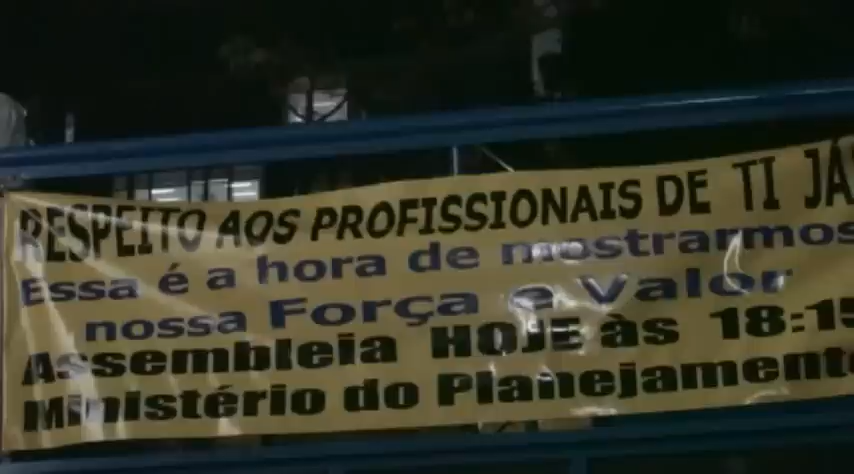 RESPEITO AOS PROFISSIONAIS DE TI JÁ
Essa é a hora de mostrarmos
nossa Força e Valor
Assembleia HOJE às 18:15
Ministério do Planejamento